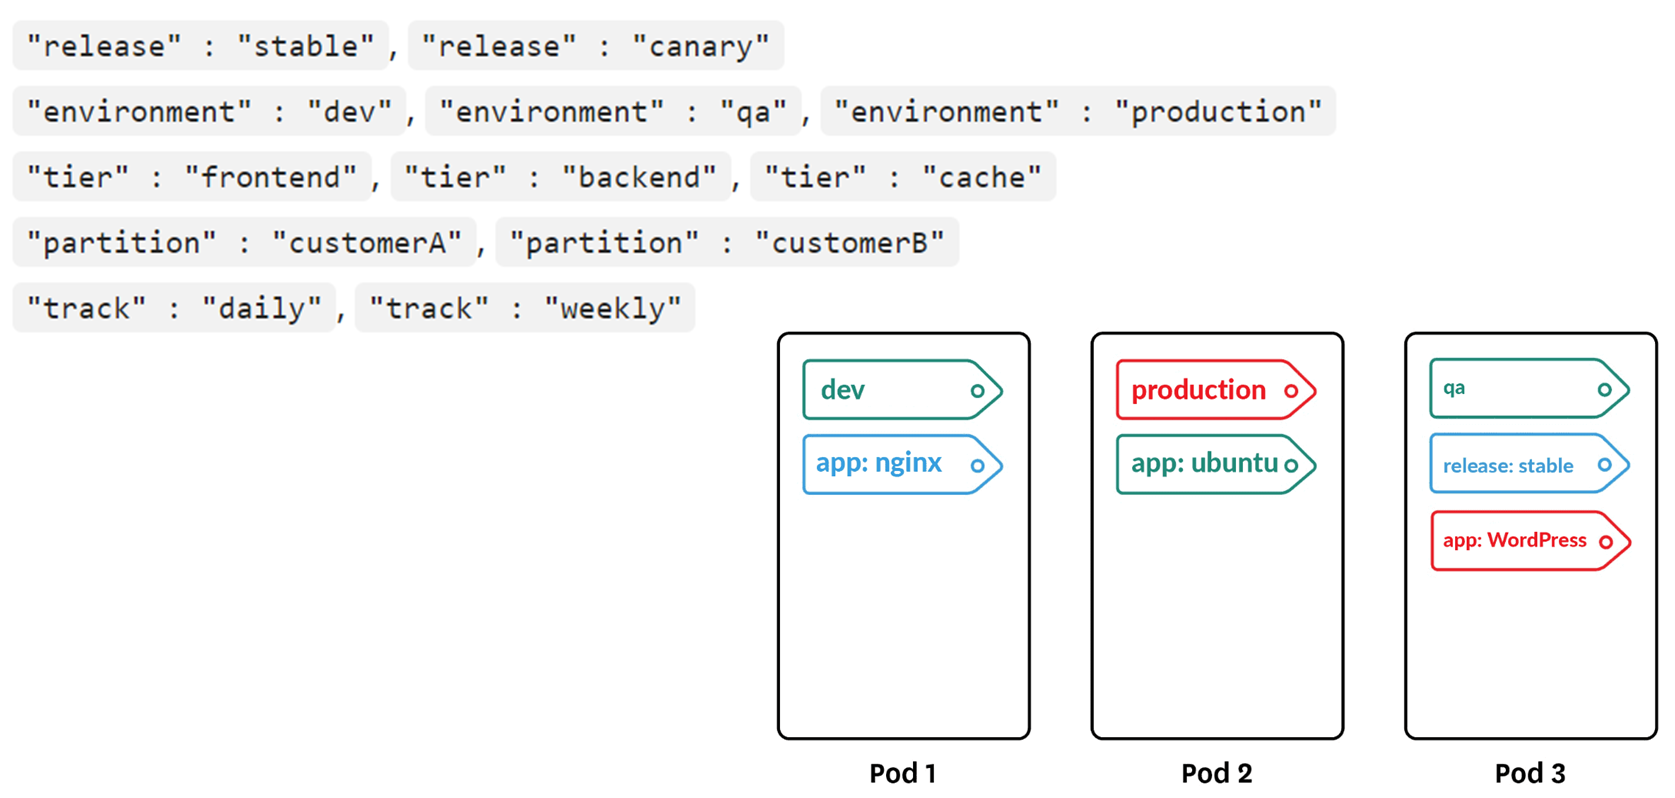 "release" : "stable", "release" : "canary"
"environment" : "dev", "environment" : "qa", "environment" : "production"
"tier" : "frontend", "tier" : "backend", "tier" : "cache"
"partition" : "customerA", "partition" : "customerB"
"track" : "daily", "track" : "weekly"
dev
app: nginx
Pod 1
production
app: ubuntu
Pod 2
qa
release: stable
app: WordPress
Pod 3